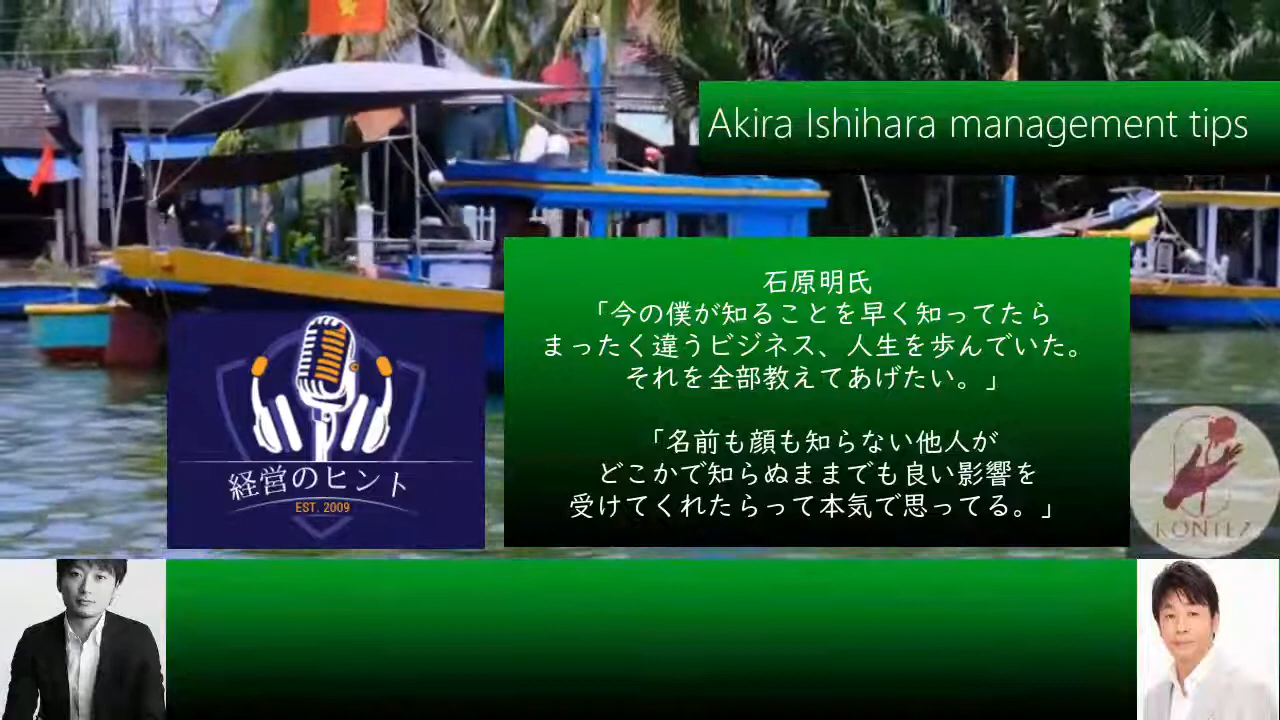 Akira Ishihara management tips
石原明氏
「今の僕が知ることを早く知ってたら
まったく違うビジネス、人生を歩んでいた。
それを全部教えてあげたい。」
「名前も顔も知らない他人が
どこかで知らぬままでも良い影響を
受けてくれたらって本気で思ってる。」
経営のヒント
EST. 2009
KONTEZ